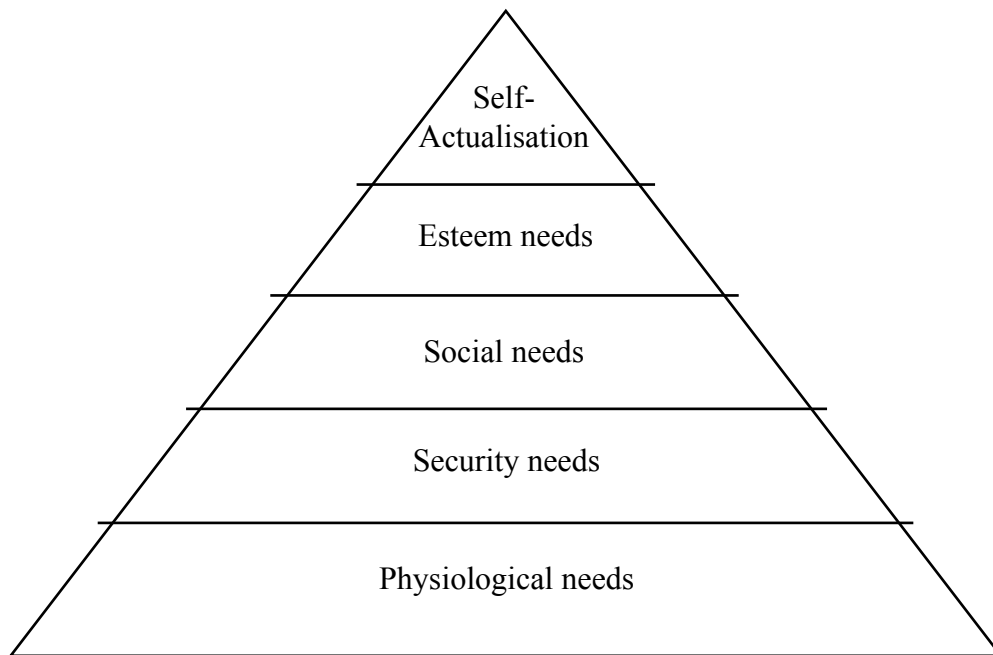 Self-
Actualisation
Esteem needs
Social needs
Security needs
Physiological needs